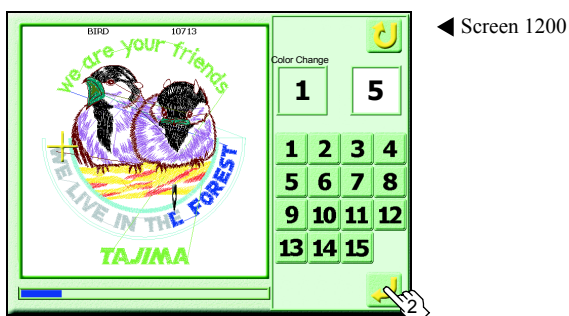 ◀ Screen 1200
BIRD 10713
we are your friends
WE LIVE IN THE FOREST
TAJIMA
Color Change
1 5
1 2 3 4
5 6 7 8
9 10 11 12
13 14 15
2